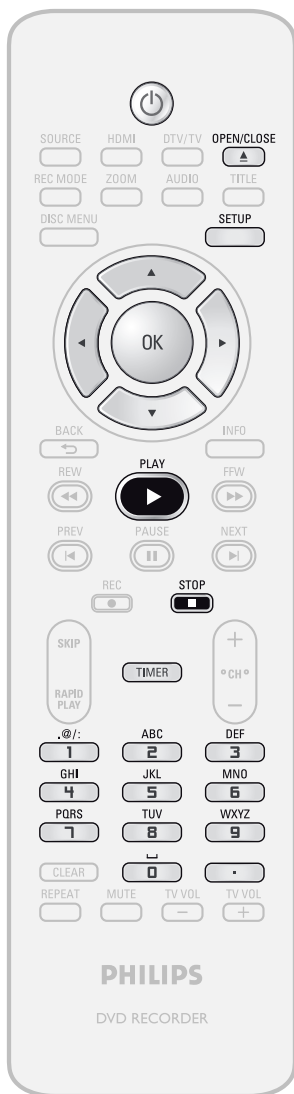 SOURCE HDMI DTV/TV OPEN/CLOSE
REC MODE ZOOM AUDIO TITLE
DISC MENU SETUP
OK
BACK INFO
REW PLAY FFW
PREV PAUSE NEXT
REC STOP
SKIP +
TIMER °CH°
RAPID
PLAY −
.@/: ABC DEF
1 2 3
GHI JKL MNO
4 5 6
PQRS TUV WXYZ
7 8 9
␣
CLEAR 0 •
REPEAT MUTE TV VOL TV VOL
− +
PHILIPS
DVD RECORDER